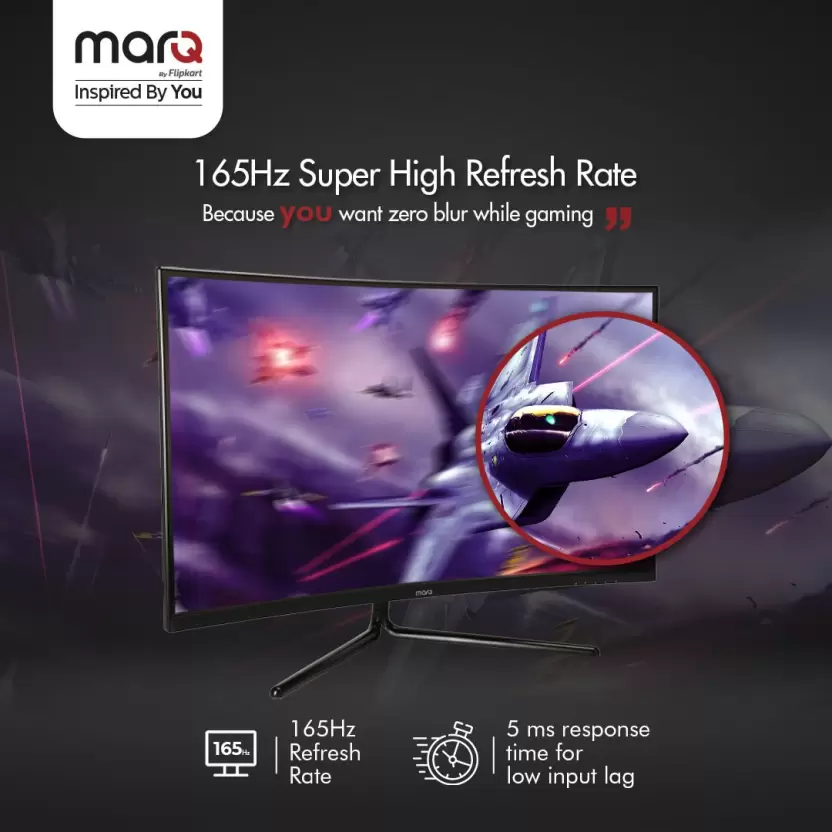 marQ
By Flipkart
Inspired By You
165Hz Super High Refresh Rate
Because you want zero blur while gaming ”
marQ
165Hz
165Hz
Refresh
Rate
5 ms response
time for
low input lag